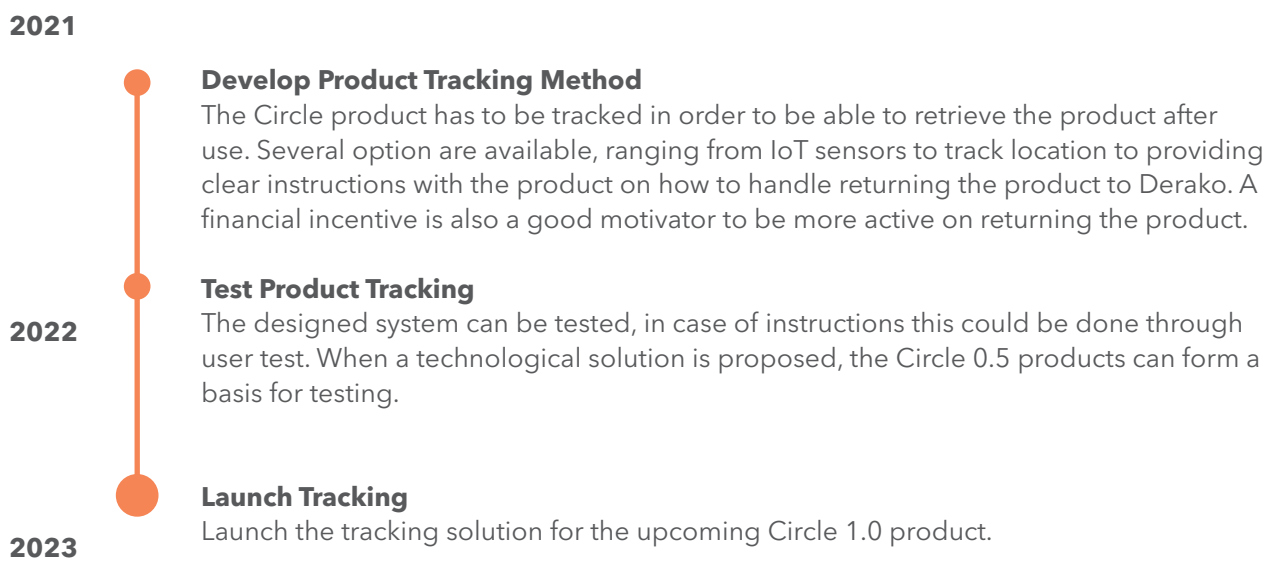 2021
Develop Product Tracking Method
The Circle product has to be tracked in order to be able to retrieve the product after
use. Several option are available, ranging from IoT sensors to track location to providing
clear instructions with the product on how to handle returning the product to Derako. A
financial incentive is also a good motivator to be more active on returning the product.
Test Product Tracking
2022
The designed system can be tested, in case of instructions this could be done through
user test. When a technological solution is proposed, the Circle 0.5 products can form a
basis for testing.
Launch Tracking
Launch the tracking solution for the upcoming Circle 1.0 product.
2023